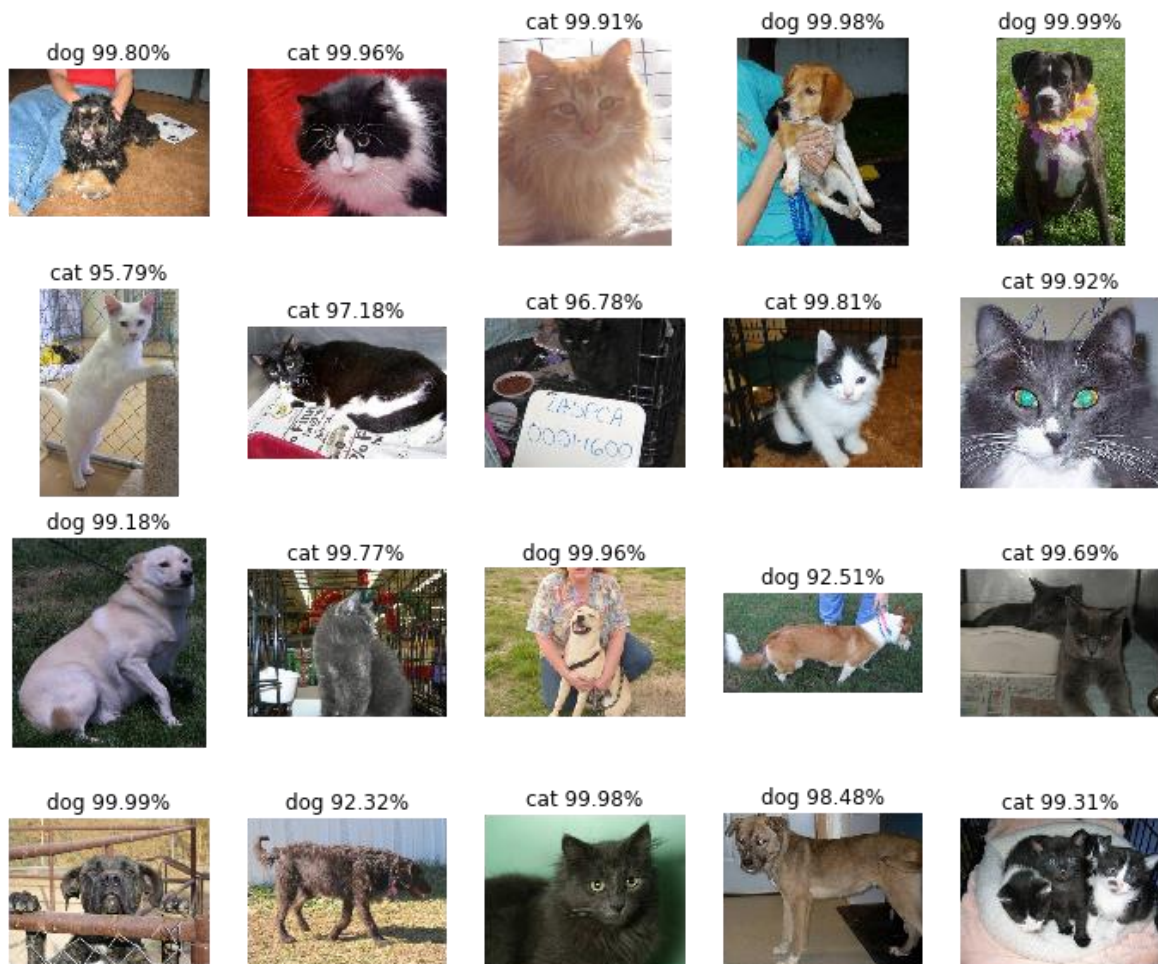 dog 99.80%
cat 99.96%
cat 99.91%
dog 99.98%
dog 99.99%
cat 95.79%
cat 97.18%
cat 96.78%
cat 99.81%
cat 99.92%
dog 99.18%
cat 99.77%
dog 99.96%
dog 92.51%
cat 99.69%
dog 99.99%
dog 92.32%
cat 99.98%
dog 98.48%
cat 99.31%